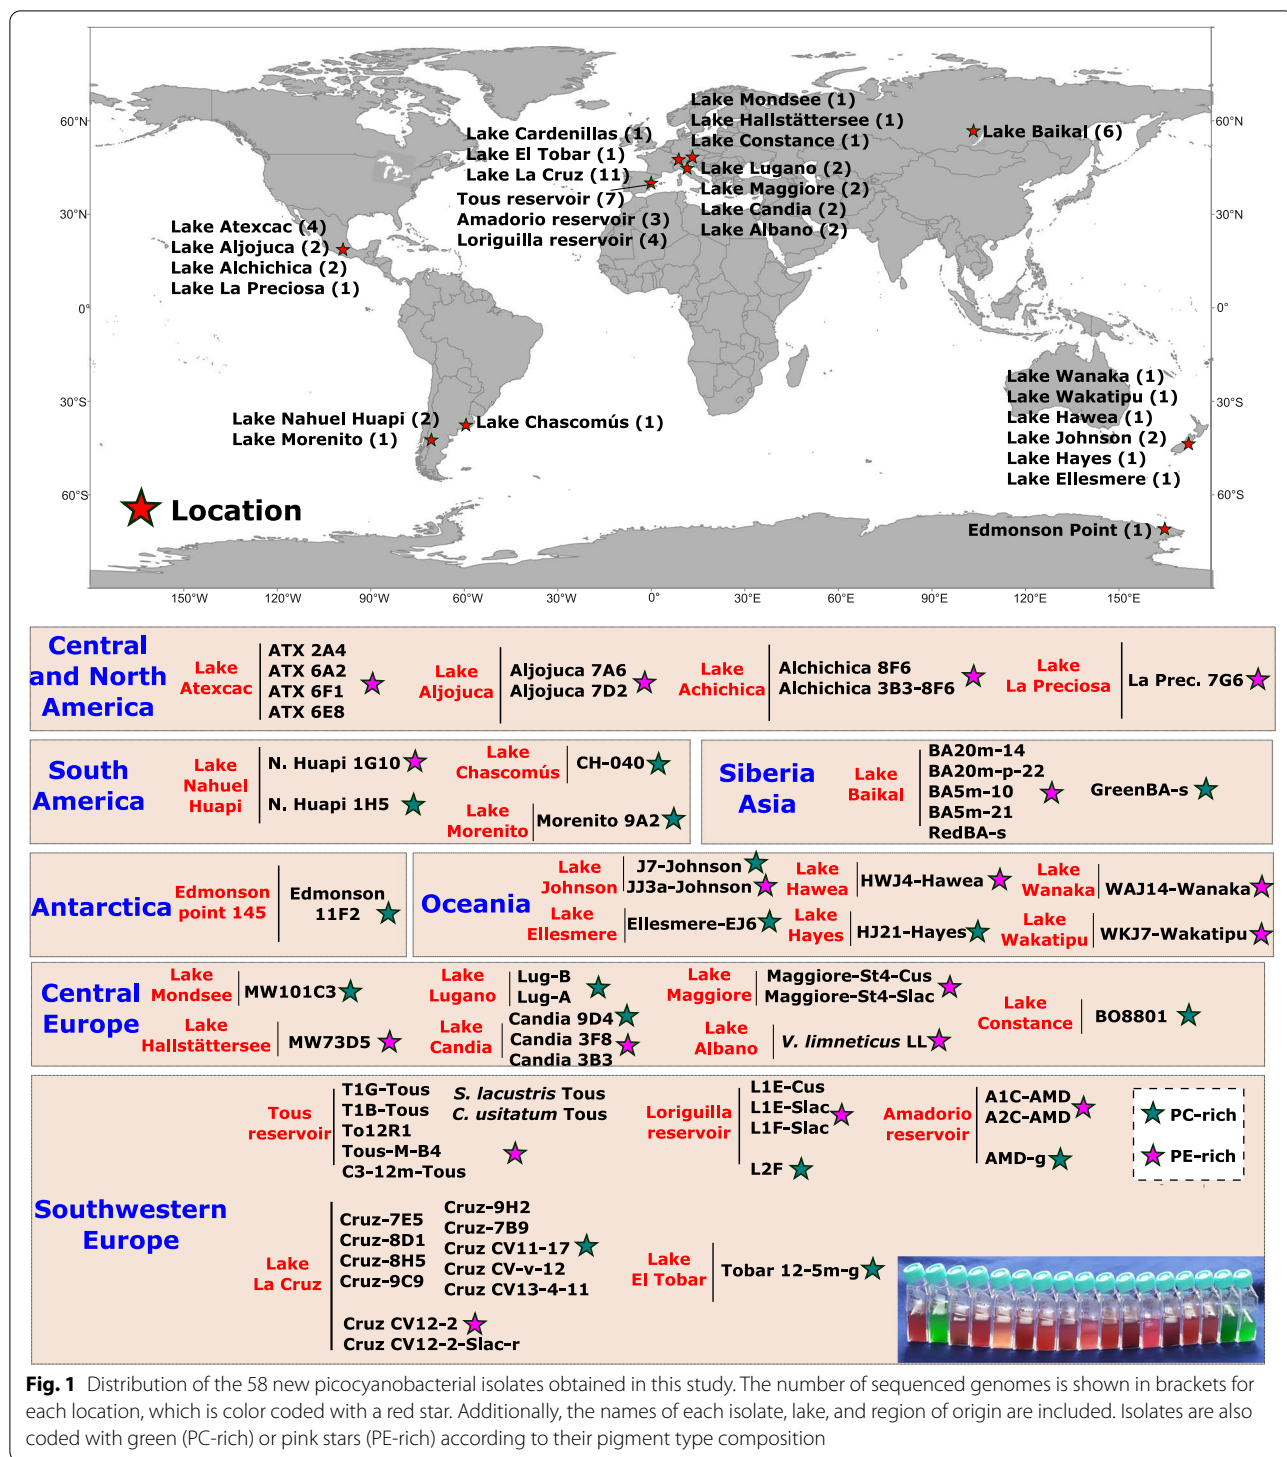 60°N
30°N
0°
30°S
60°S
60°N
30°N
0°
30°S
60°S
150°W
120°W
90°W
60°W
30°W
0°
30°E
60°E
90°E
120°E
150°E
Lake Mondsee (1)
Lake Hallstättersee (1)
Lake Constance (1)
Lake Baikal (6)
Lake Cardenillas (1)
Lake El Tobar (1)
Lake La Cruz (11)
Tous reservoir (7)
Amadorio reservoir (3)
Loriguilla reservoir (4)
Lake Lugano (2)
Lake Maggiore (2)
Lake Candia (2)
Lake Albano (2)
Lake Atexcac (4)
Lake Aljojuca (2)
Lake Alchichica (2)
Lake La Preciosa (1)
Lake Nahuel Huapi (2)
Lake Morenito (1)
Lake Chascomús (1)
Lake Wanaka (1)
Lake Wakatipu (1)
Lake Hawea (1)
Lake Johnson (2)
Lake Hayes (1)
Lake Ellesmere (1)
Edmonson Point (1)
Location
Central
and North
America
Lake
Atexcac
ATX 2A4
ATX 6A2
ATX 6F1
ATX 6E8
Lake
Aljojuca
Aljojuca 7A6
Aljojuca 7D2
Lake
Achichica
Alchichica 8F6
Alchichica 3B3-8F6
Lake
La Preciosa
La Prec. 7G6
South
America
Lake
Nahuel
Huapi
N. Huapi 1G10
N. Huapi 1H5
Lake
Chascomús
CH-040
Lake
Morenito
Morenito 9A2
Siberia
Asia
Lake
Baikal
BA20m-14
BA20m-p-22
BA5m-10
BA5m-21
RedBA-s
GreenBA-s
Antarctica
Edmonson
point 145
Edmonson
11F2
Oceania
Lake
Johnson
J7-Johnson
JJ3a-Johnson
Lake
Hawea
HWJ4-Hawea
Lake
Wanaka
WAJ14-Wanaka
Lake
Ellesmere
Ellesmere-EJ6
Lake
Hayes
HJ21-Hayes
Lake
Wakatipu
WKJ7-Wakatipu
Central
Europe
Lake
Mondsee
MW101C3
Lake
Hallstättersee
MW73D5
Lake
Lugano
Lug-B
Lug-A
Lake
Candia
Candia 9D4
Candia 3F8
Candia 3B3
Lake
Maggiore
Maggiore-St4-Cus
Maggiore-St4-Slac
Lake
Albano
V. limneticus LL
Lake
Constance
BO8801
Southwestern
Europe
Tous
reservoir
T1G-Tous
T1B-Tous
To12R1
Tous-M-B4
C3-12m-Tous
S. lacustris Tous
C. usitatum Tous
Loriguilla
reservoir
L1E-Cus
L1E-Slac
L1F-Slac
L2F
Amadorio
reservoir
A1C-AMD
A2C-AMD
AMD-g
PC-rich
PE-rich
Lake
La Cruz
Cruz-7E5
Cruz-8D1
Cruz-8H5
Cruz-9C9
Cruz-9H2
Cruz-7B9
Cruz CV11-17
Cruz CV-v-12
Cruz CV13-4-11
Cruz CV12-2
Cruz CV12-2-Slac-r
Lake
El Tobar
Tobar 12-5m-g
Fig. 1 Distribution of the 58 new picocyanobacterial isolates obtained in this study. The number of sequenced genomes is shown in brackets for
each location, which is color coded with a red star. Additionally, the names of each isolate, lake, and region of origin are included. Isolates are also
coded with green (PC-rich) or pink stars (PE-rich) according to their pigment type composition